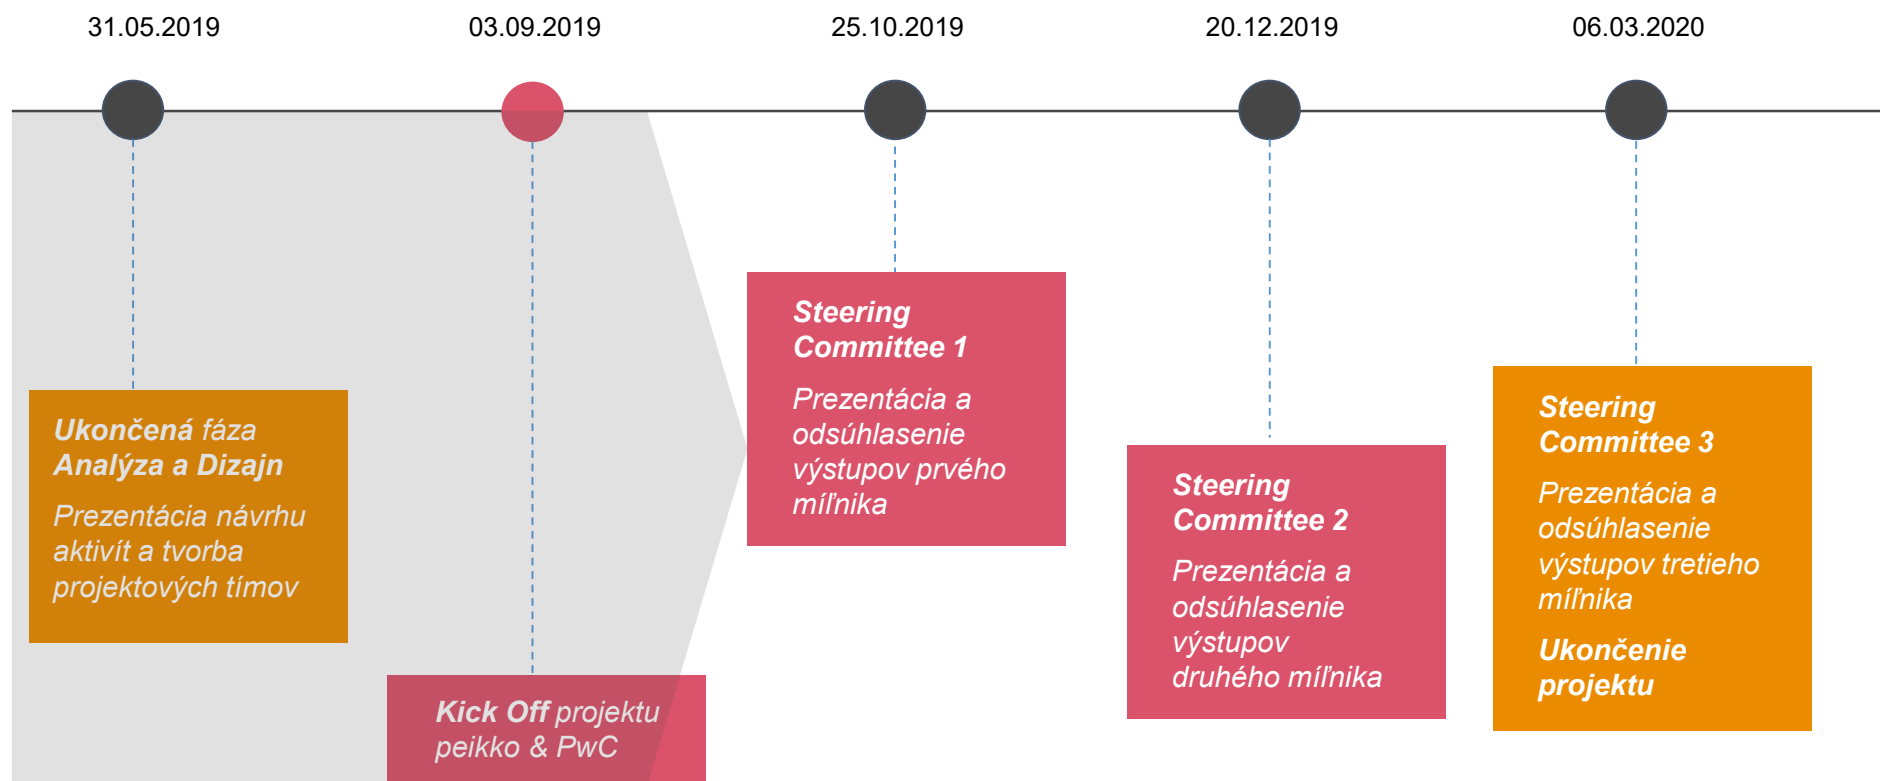 31.05.2019
03.09.2019
25.10.2019
20.12.2019
06.03.2020
Ukončená fáza
Analýza a Dizajn
Prezentácia návrhu
aktivít a tvorba
projektových tímov
Kick Off projektu
peikko & PwC
Steering
Committee 1
Prezentácia a
odsúhlasenie
výstupov prvého
míľnika
Steering
Committee 2
Prezentácia a
odsúhlasenie
výstupov
druhého míľnika
Steering
Committee 3
Prezentácia a
odsúhlasenie
výstupov tretieho
míľnika
Ukončenie
projektu